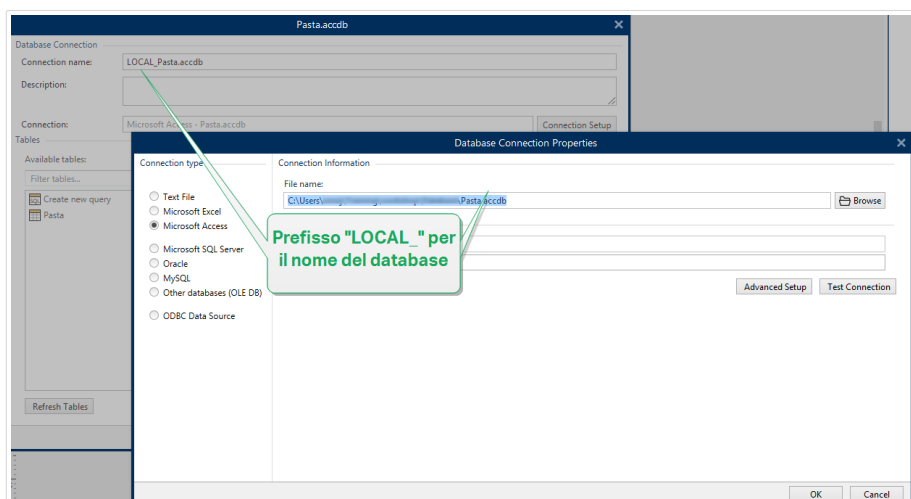 Pasta.accdb
Database Connection
Connection name:
LOCAL_Pasta.accdb
Description:
Connection:
Microsoft Access - Pasta.accdb
Connection Setup
Tables
Available tables:
Filter tables...
SQL Create new query
Pasta
Refresh Tables
Database Connection Properties
Connection type
Text File
Microsoft Excel
Microsoft Access
Microsoft SQL Server
Oracle
MySQL
Other databases (OLE DB)
ODBC Data Source
Connection Information
File name:
C:\Users\ Pasta.accdb
Browse
Prefisso "LOCAL_" per
il nome del database
Advanced Setup
Test Connection
OK
Cancel